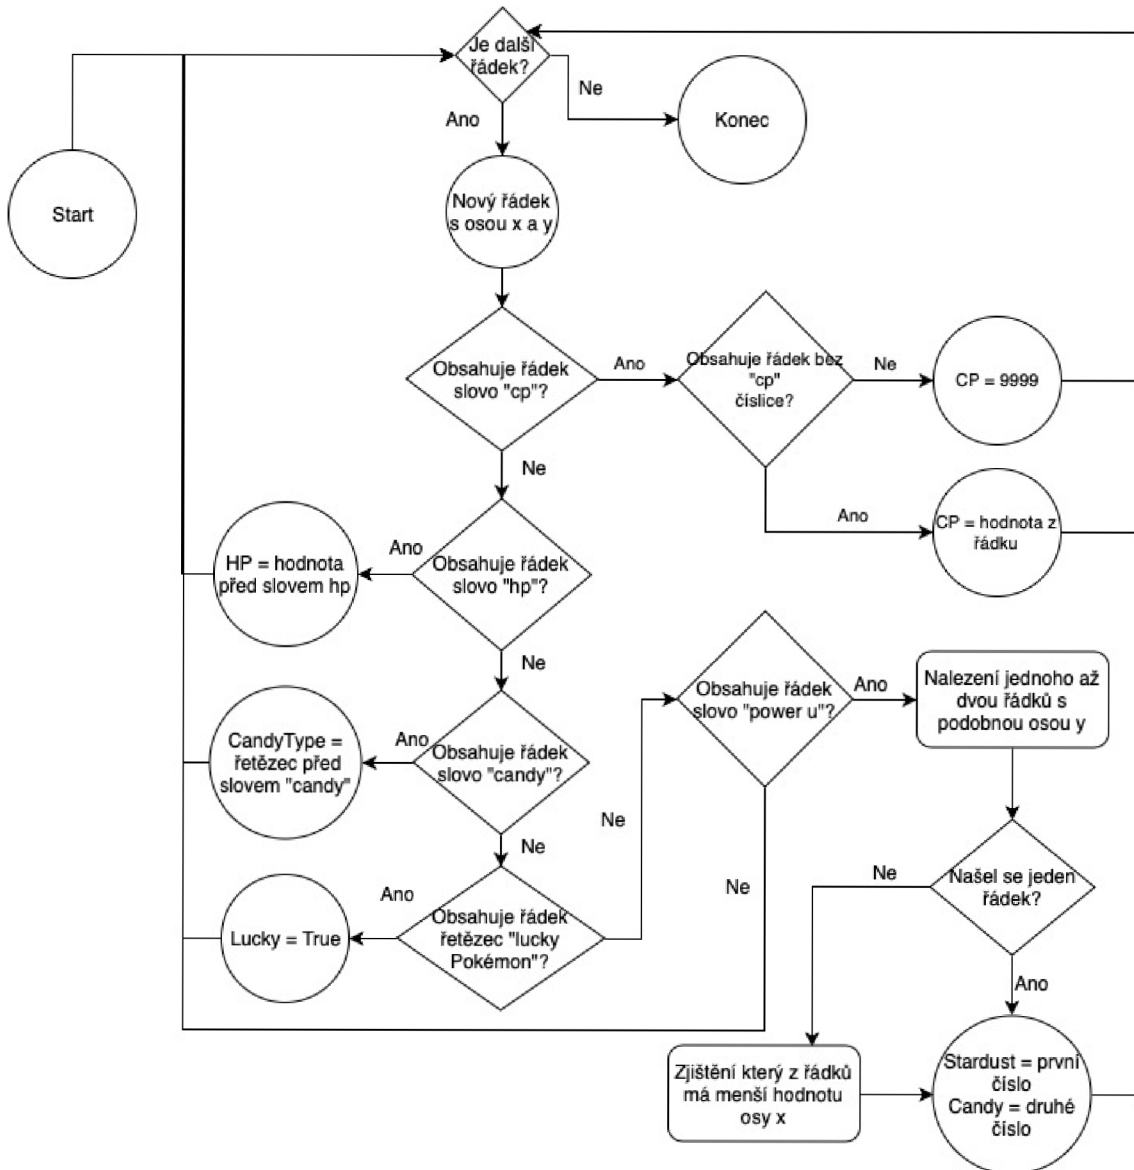 Je další
řádek?
Ne
Konec
Ano
Start
Nový řádek
s osou x a y
Obsahuje řádek
slovo "cp"?
Ano
Obsahuje řádek bez
"cp"
číslice?
Ne
CP = 9999
Ne
Ano
CP = hodnota z
řádku
HP = hodnota
před slovem hp
Ano
Obsahuje řádek
slovo "hp"?
Ne
Obsahuje řádek
slovo "power u"?
Ano
Nalezení jednoho až
dvou řádků s
podobnou osou y
CandyType =
řetězec před
slovem "candy"
Ano
Obsahuje řádek
slovo "candy"?
Ne
Ne
Ne
Ne
Našel se jeden
řádek?
Ano
Lucky = True
Ano
Obsahuje řádek
řetězec "lucky
Pokémon"?
Zjištění který z řádků
má menší hodnotu
osy x
Stardust = první
číslo
Candy = druhé
číslo